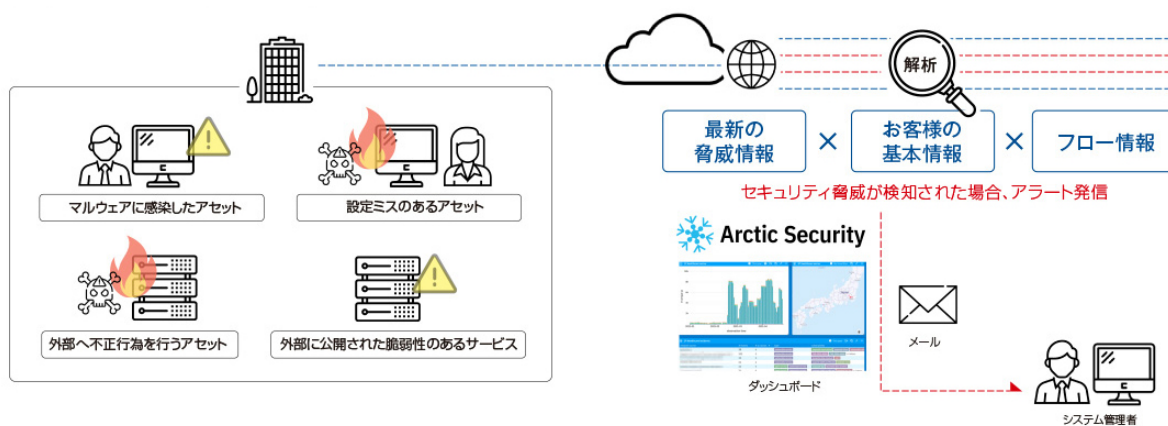 解析
最新の
脅威情報
×
お客様の
基本情報
×
フロー情報
セキュリティ脅威が検知された場合、アラート発信
マルウェアに感染したアセット
設定ミスのあるアセット
外部へ不正行為を行うアセット
外部に公開された脆弱性のあるサービス
Arctic Security
ダッシュボード
メール
システム管理者